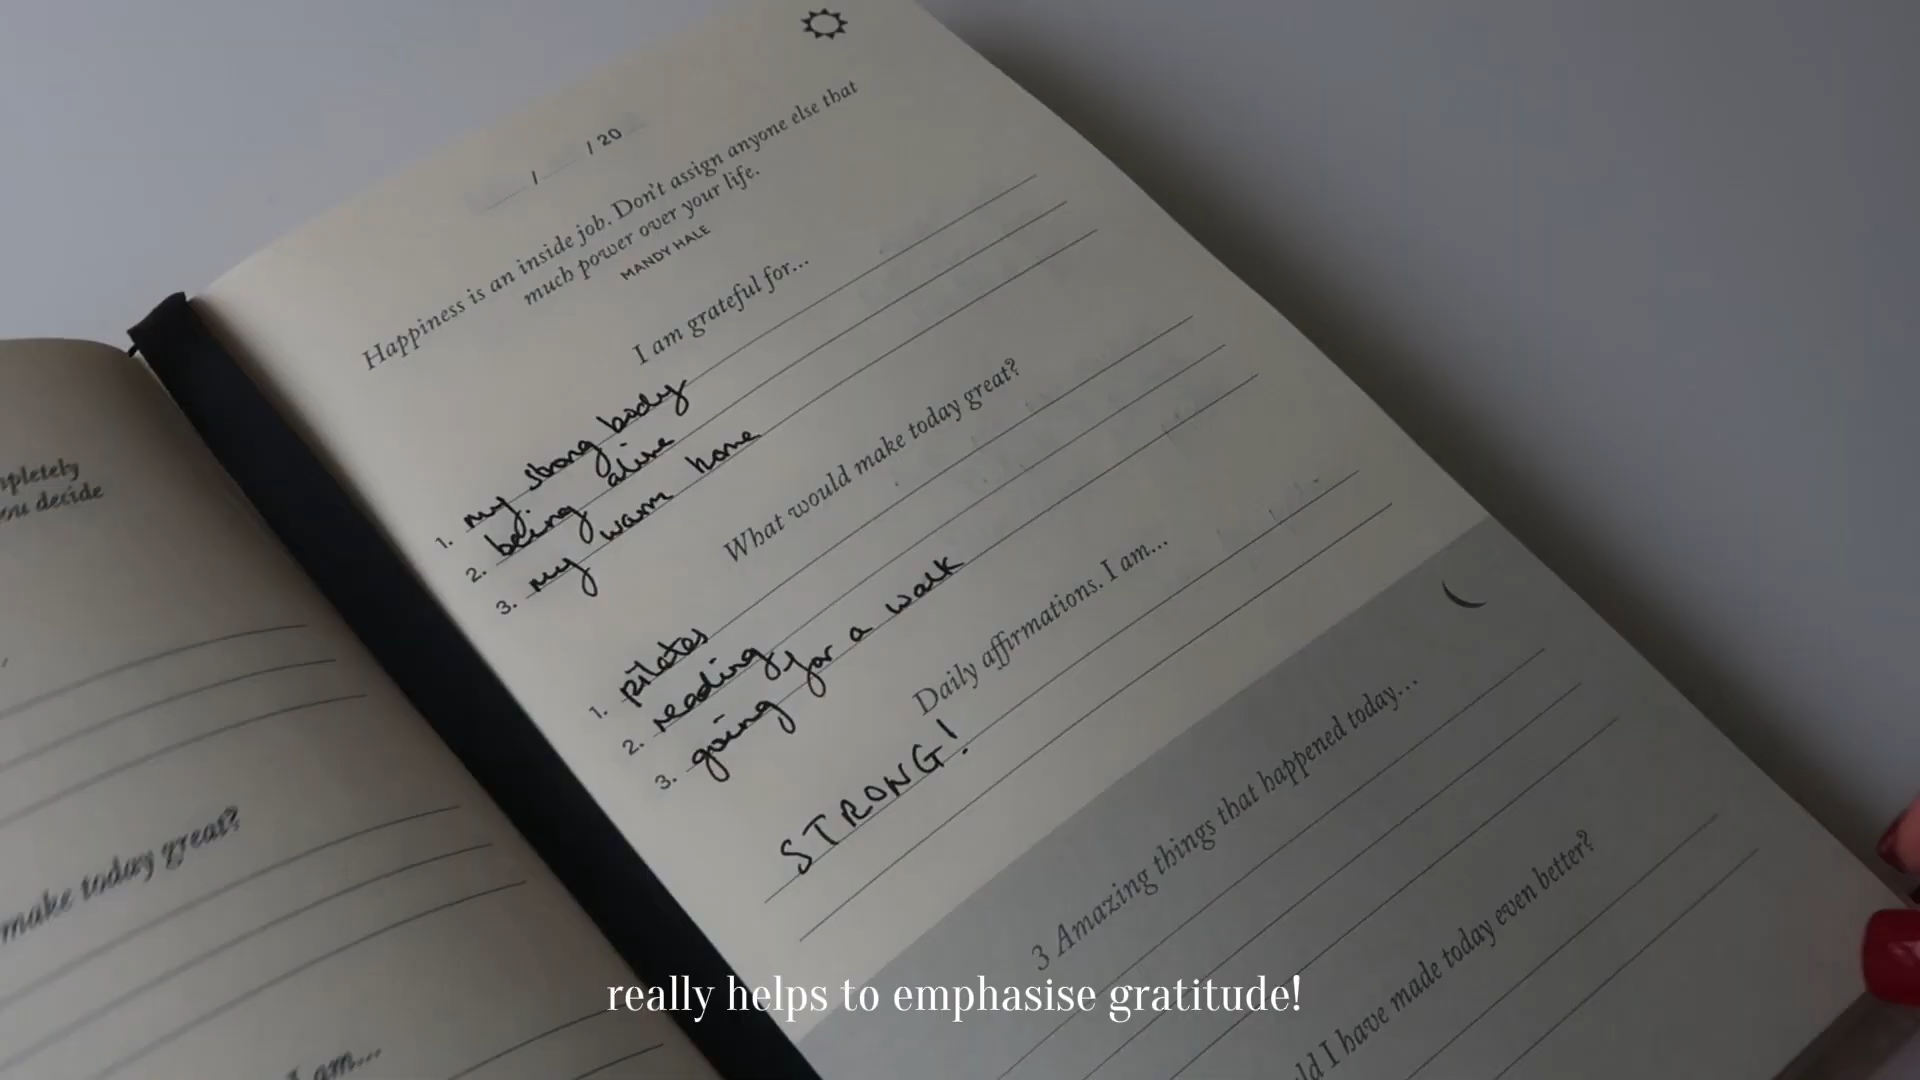 mpletely
ou decide
make today great?
I am...
/ / 20
Happiness is an inside job. Don't assign anyone else that
much power over your life.
MANDY HALE
I am grateful for...
1. my strong body
2. being alive
3. my warm home
What would make today great?
1. pilates
2. reading
3. going for a walk
Daily affirmations. I am...
STRONG!
3 Amazing things that happened today...
ld I have made today even better?
really helps to emphasise gratitude!